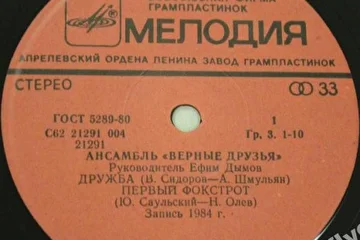 ГРАМПЛАСТИНОК
МЕЛОДИЯ
АПРЕЛЕВСКИЙ ОРДЕНА ЛЕНИНА ЗАВОД ГРАМПЛАСТИНОК
СТЕРЕО 33
ГОСТ 5289-80 1
С62 21291 004 Гр. 3. 1-10
21291
АНСАМБЛЬ «ВЕРНЫЕ ДРУЗЬЯ»
Руководитель Ефим Дымов
ДРУЖБА (В. Сидоров—А. Шмульян)
ПЕРВЫЙ ФОКСТРОТ
(Ю. Саульский—Н. Олев)
Запись 1984 г.